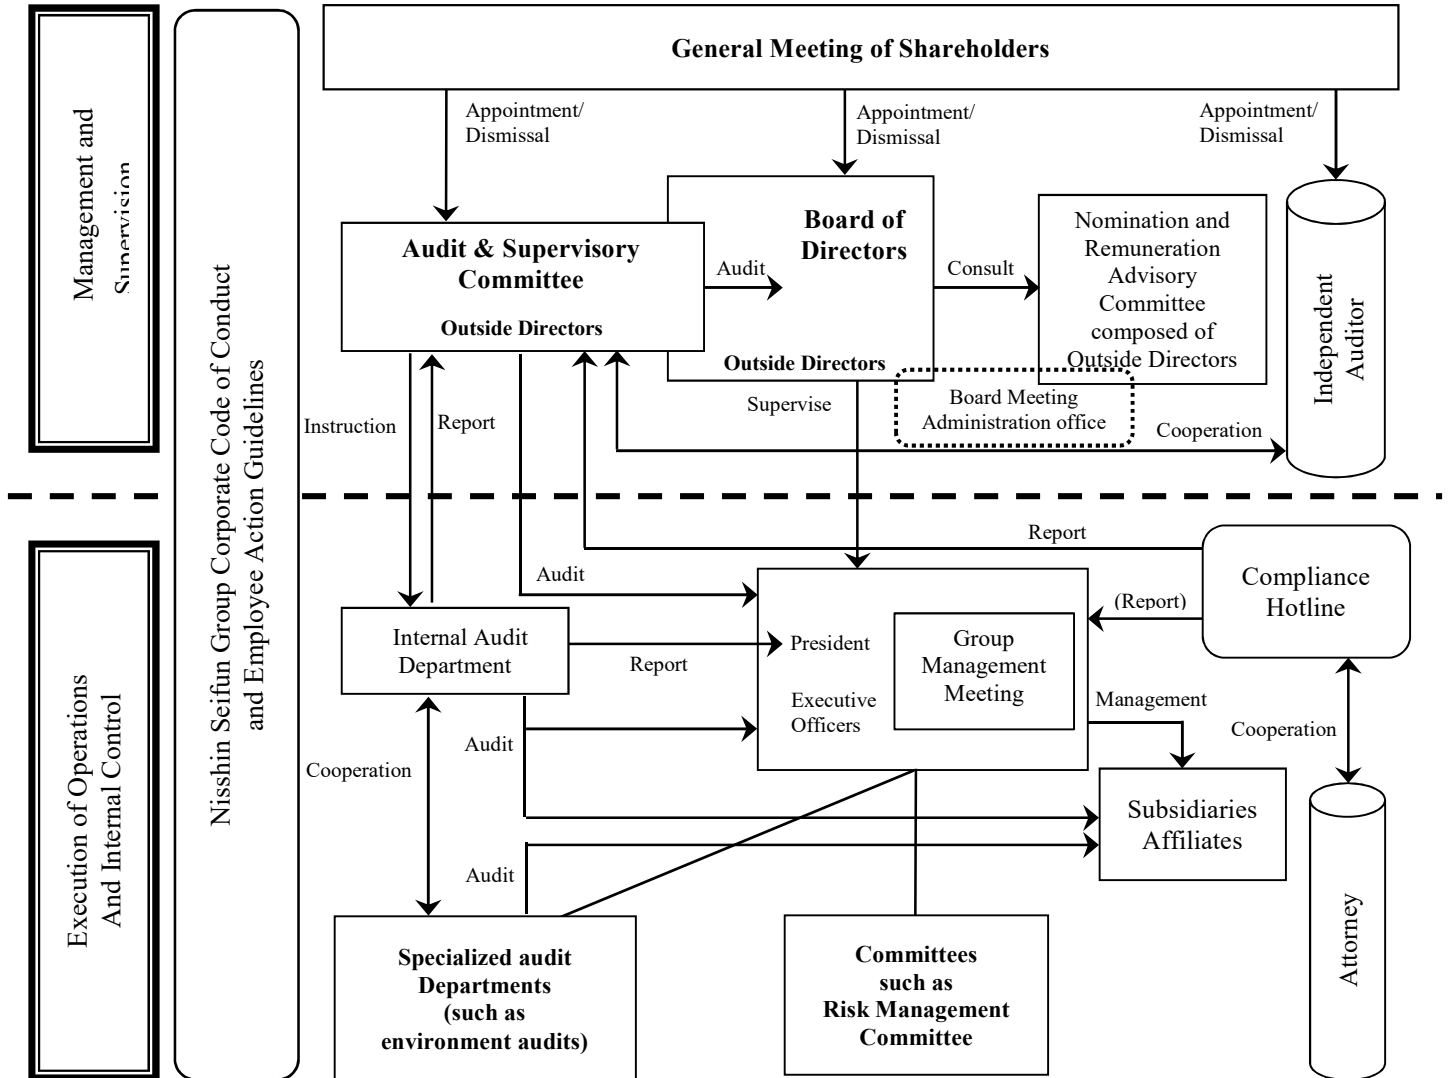 General Meeting of Shareholders
Management and
Supervision
Nisshin Seifun Group Corporate Code of Conduct
and Employee Action Guidelines
Appointment/
Dismissal
Appointment/
Dismissal
Appointment/
Dismissal
Audit & Supervisory
Committee
Outside Directors
Audit
Board of
Directors
Outside Directors
Consult
Nomination and
Remuneration
Advisory
Committee
composed of
Outside Directors
Independent
Auditor
Board Meeting
Administration office
Supervise
Instruction
Report
Cooperation
Execution of Operations
And Internal Control
Report
Compliance
Hotline
Audit
(Report)
Internal Audit
Department
Report
President
Executive
Officers
Group
Management
Meeting
Management
Cooperation
Audit
Cooperation
Subsidiaries
Affiliates
Audit
Attorney
Specialized audit
Departments
(such as
environment audits)
Committees
such as
Risk Management
Committee